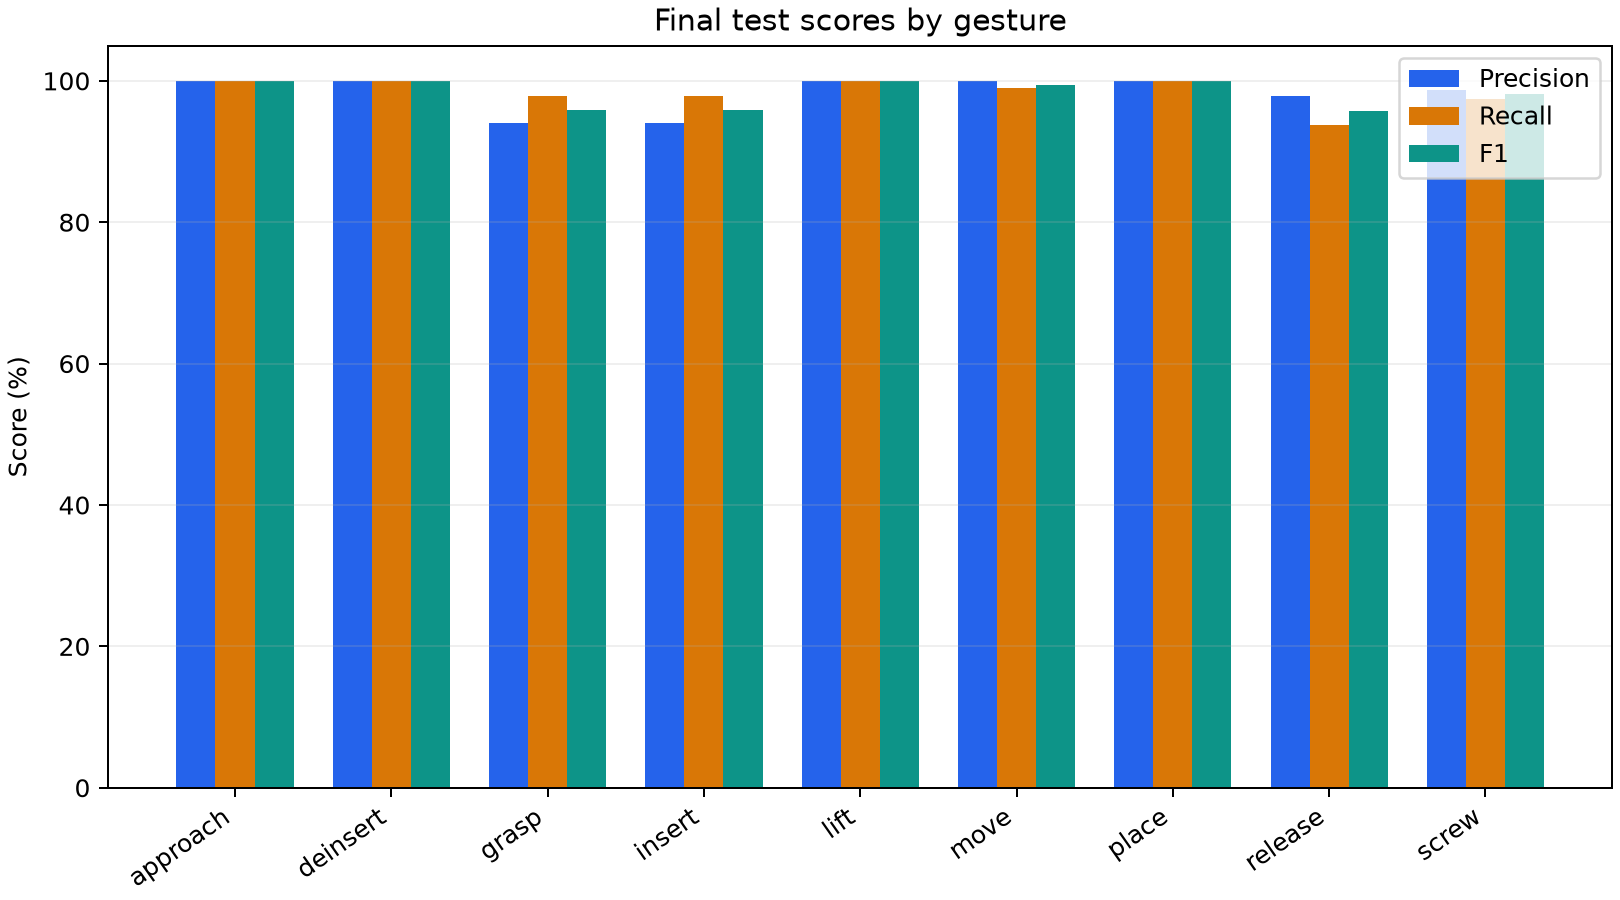 Final test scores by gesture
Score (%)
100
80
60
40
20
0
Precision
Recall
F1
approach
deinsert
grasp
insert
lift
move
place
release
screw